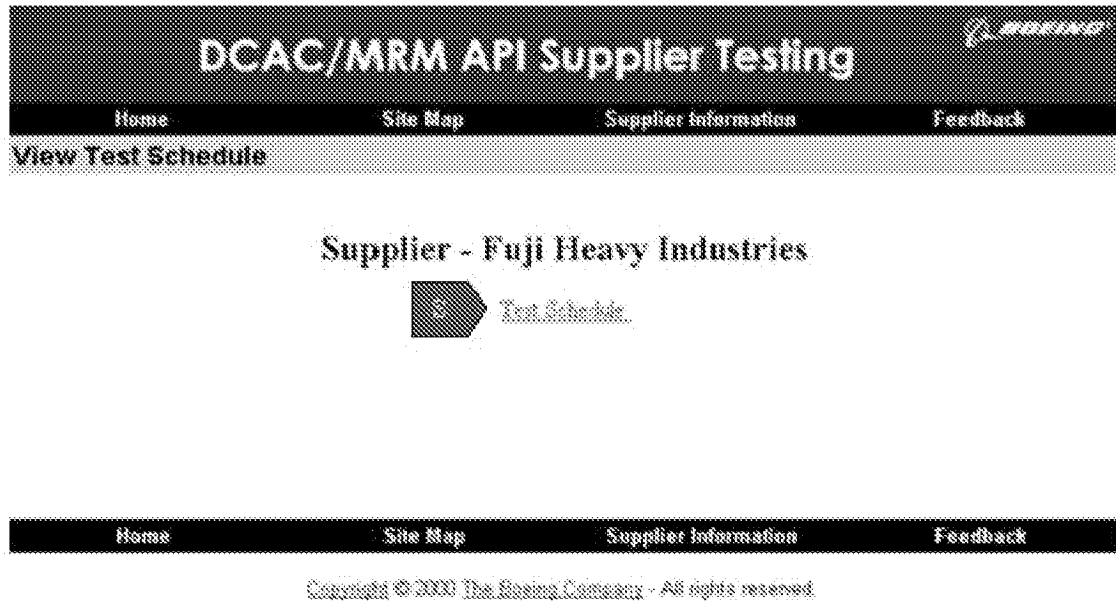 BOEING
DCAC/MRM API Supplier Testing
Home Site Map Supplier Information Feedback
View Test Schedule
Supplier - Fuji Heavy Industries
Test Schedule
Home Site Map Supplier Information Feedback
Copyright © 2000 The Boeing Company - All rights reserved.